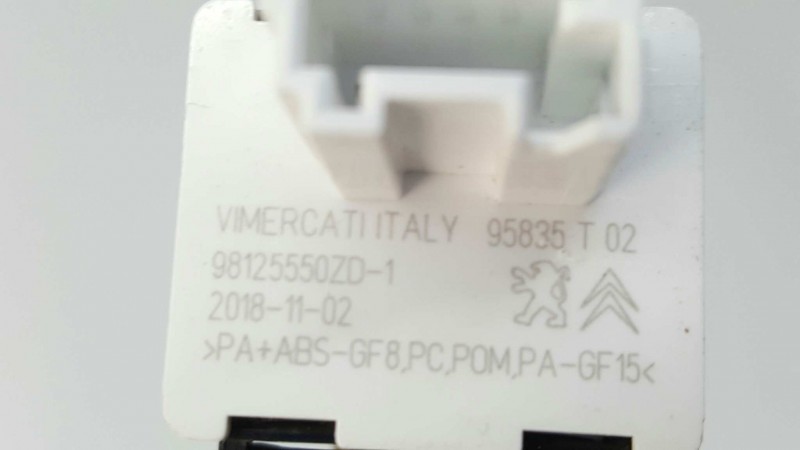 VIMERCATI ITALY 95835 T 02
98125550ZD-1
2018-11-02
>PA+ABS-GF8,PC,POM,PA-GF15<